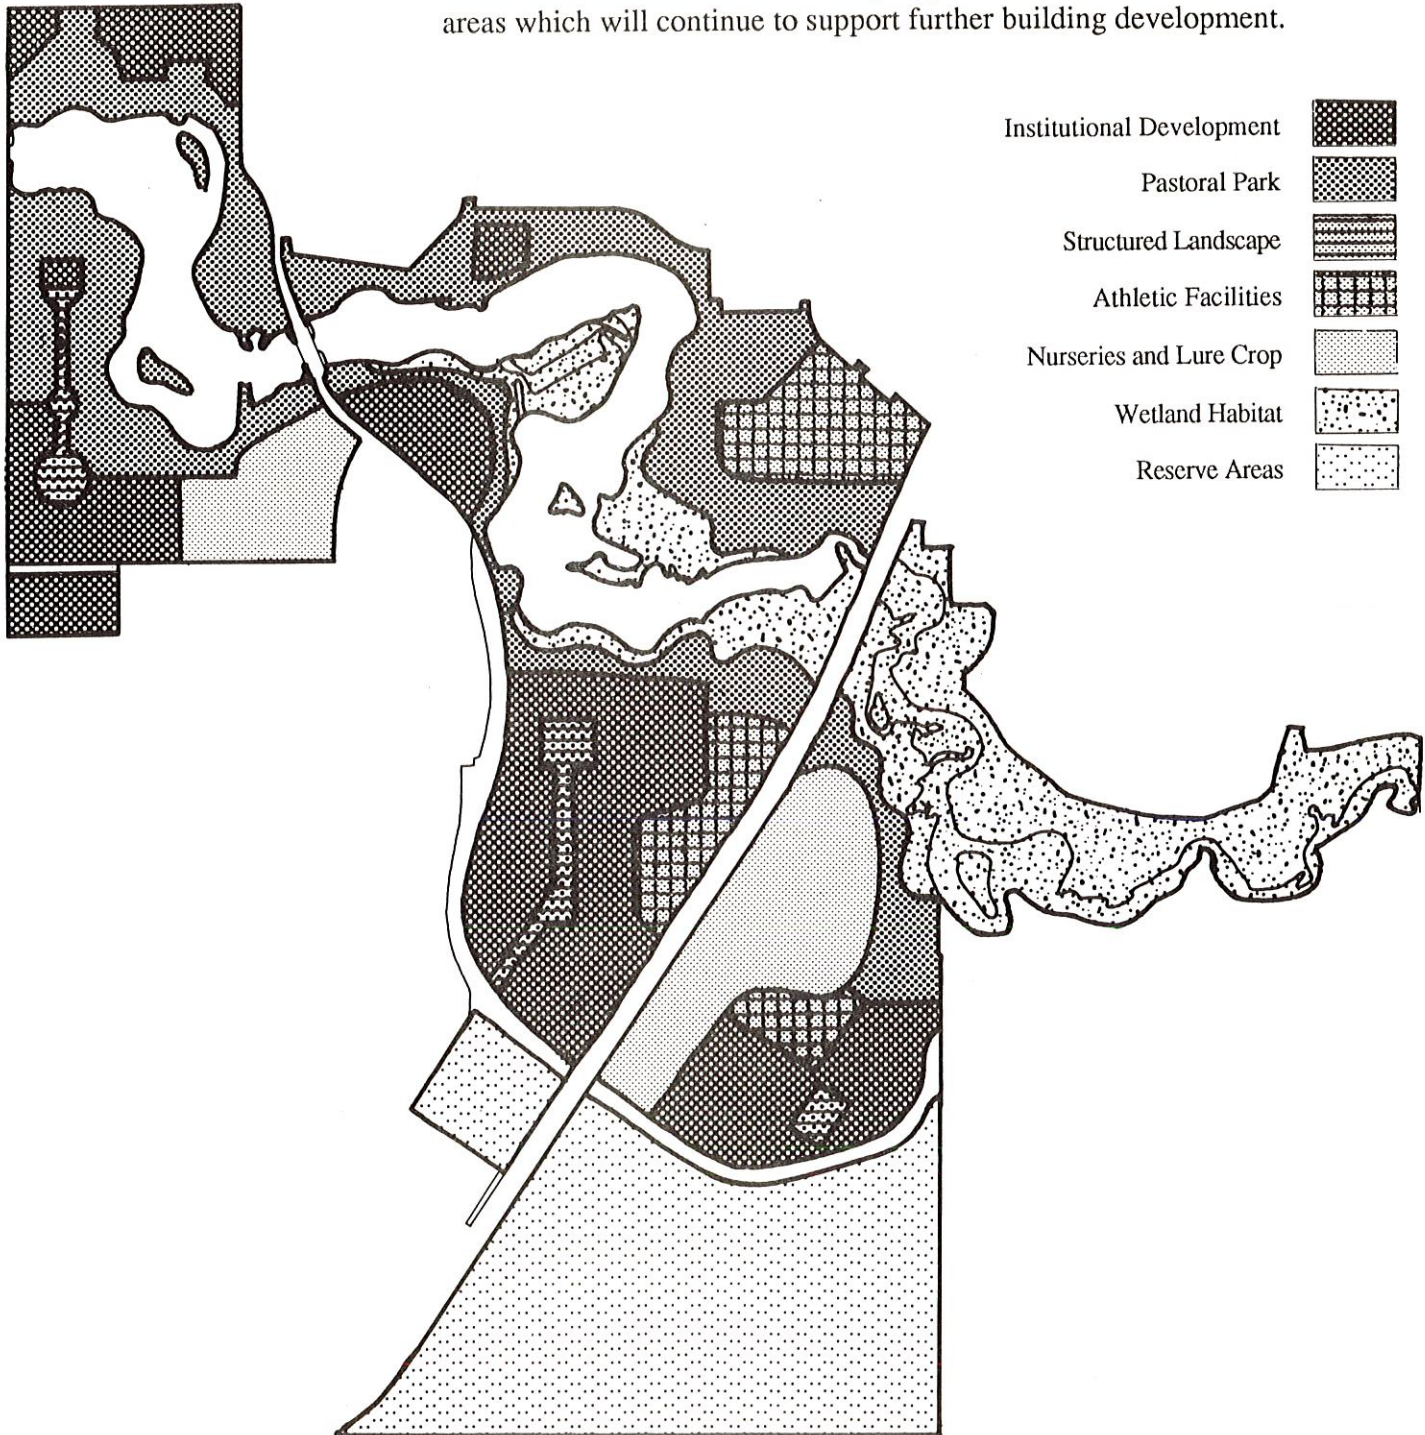 areas which will continue to support further building development.
Institutional Development
Pastoral Park
Structured Landscape
Athletic Facilities
Nurseries and Lure Crop
Wetland Habitat
Reserve Areas